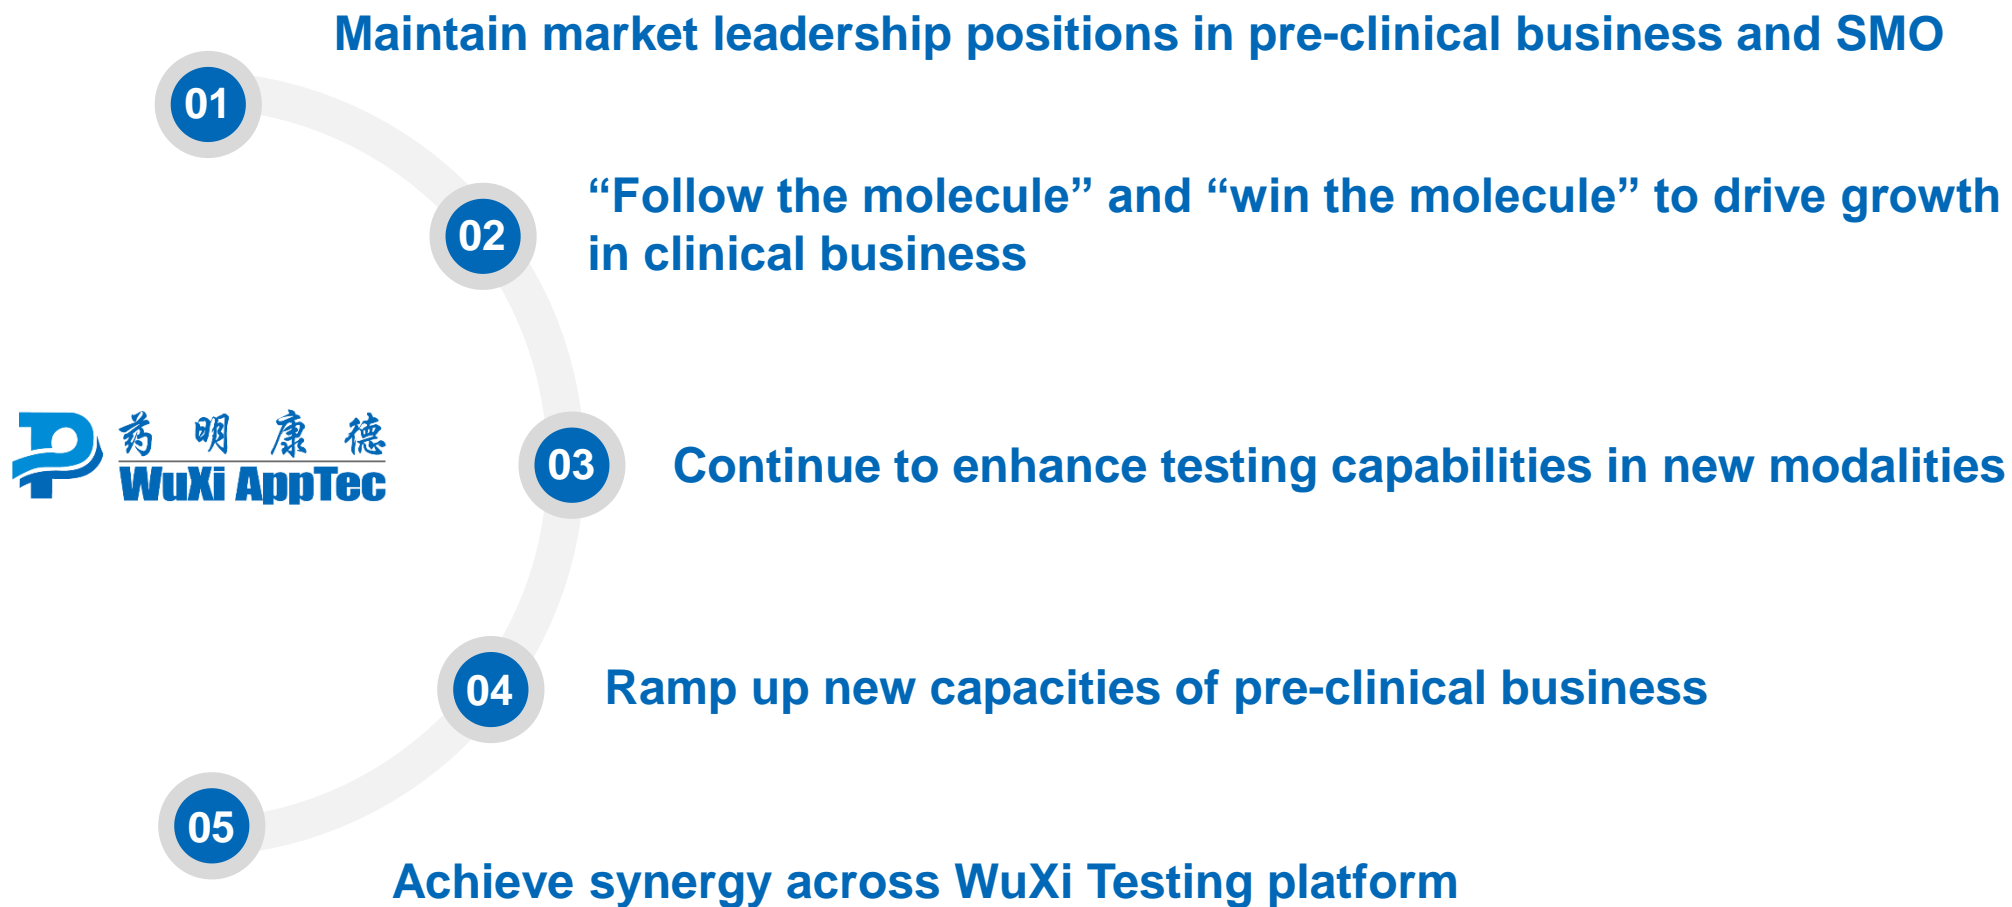 Maintain market leadership positions in pre-clinical business and SMO
01
“Follow the molecule” and “win the molecule” to drive growth
in clinical business
02
药明康德
WuXi AppTec
03
Continue to enhance testing capabilities in new modalities
04
Ramp up new capacities of pre-clinical business
05
Achieve synergy across WuXi Testing platform